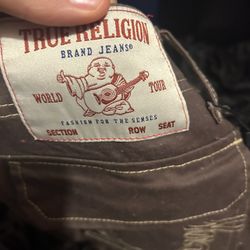 TRUE RELIGION
BRAND JEANS®
WORLD TOUR
FASHION FOR THE SENSES
SECTION ROW SEAT